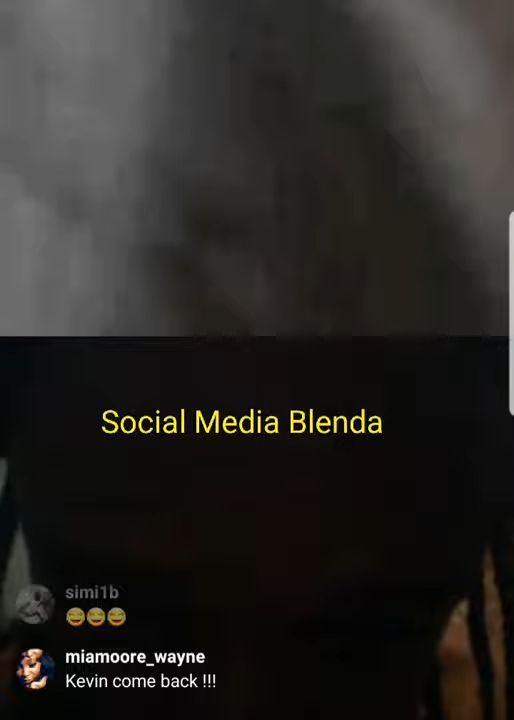 Social Media Blenda
simi1b
😅😅😅
miamoore_wayne
Kevin come back !!!